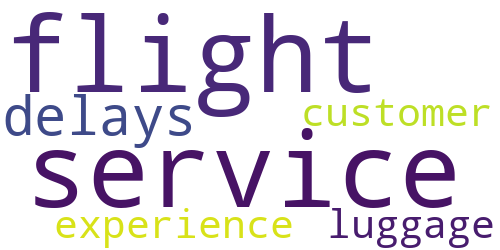 flight
delays customer
service
experience luggage